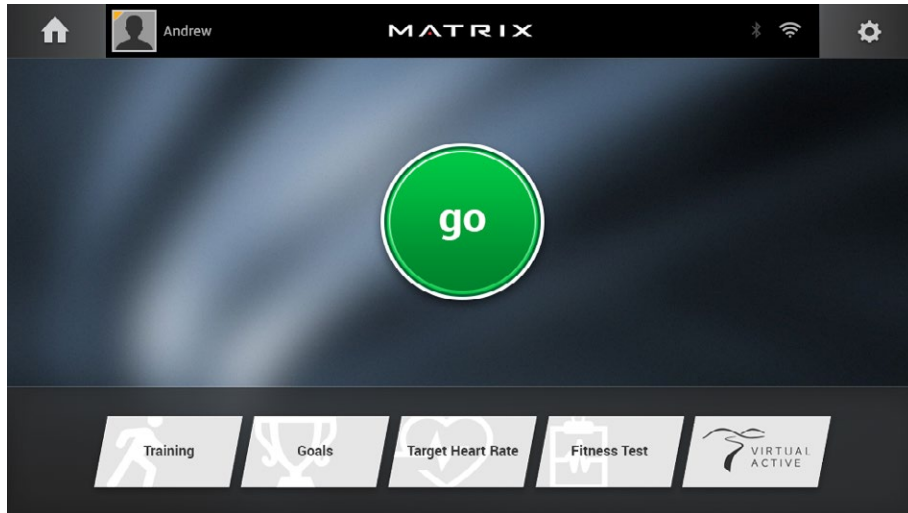 Andrew
MATRIX
go
Training
Goals
Target Heart Rate
Fitness Test
VIRTUAL
ACTIVE